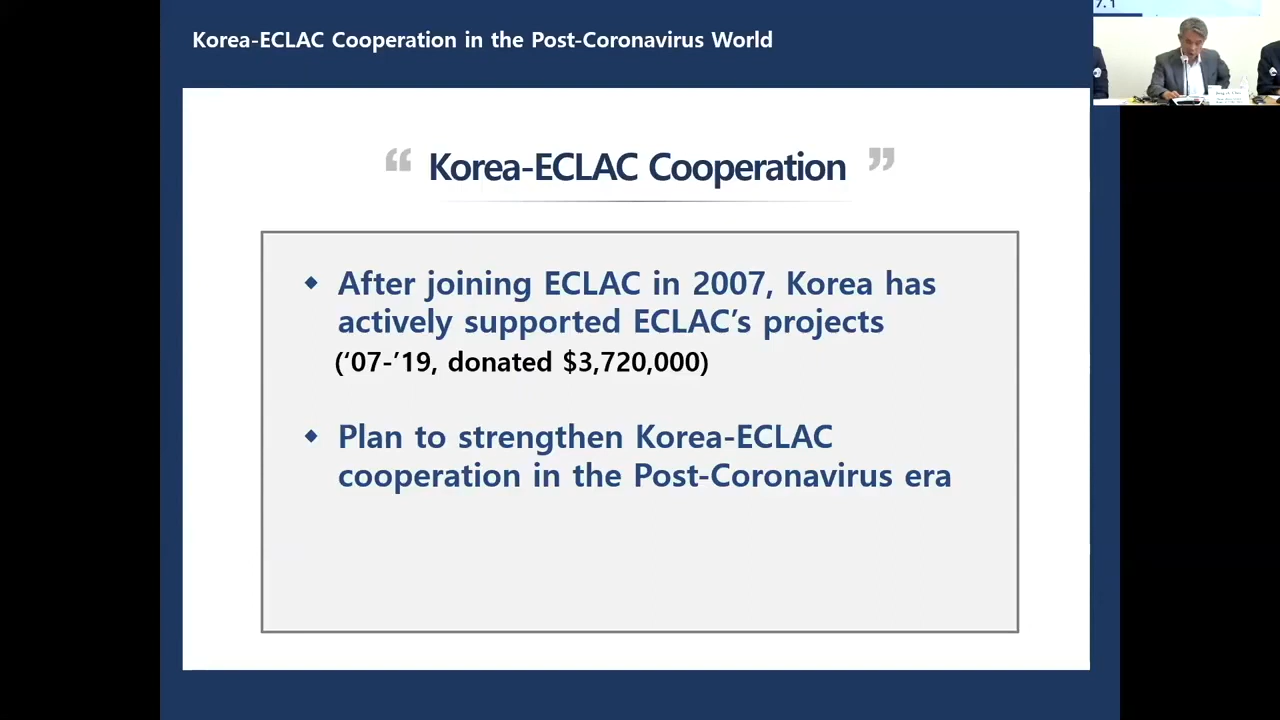 Korea-ECLAC Cooperation in the Post-Coronavirus World
7.1
“ Korea-ECLAC Cooperation ”
After joining ECLAC in 2007, Korea has
actively supported ECLAC’s projects
(‘07-’19, donated $3,720,000)
Plan to strengthen Korea-ECLAC
cooperation in the Post-Coronavirus era